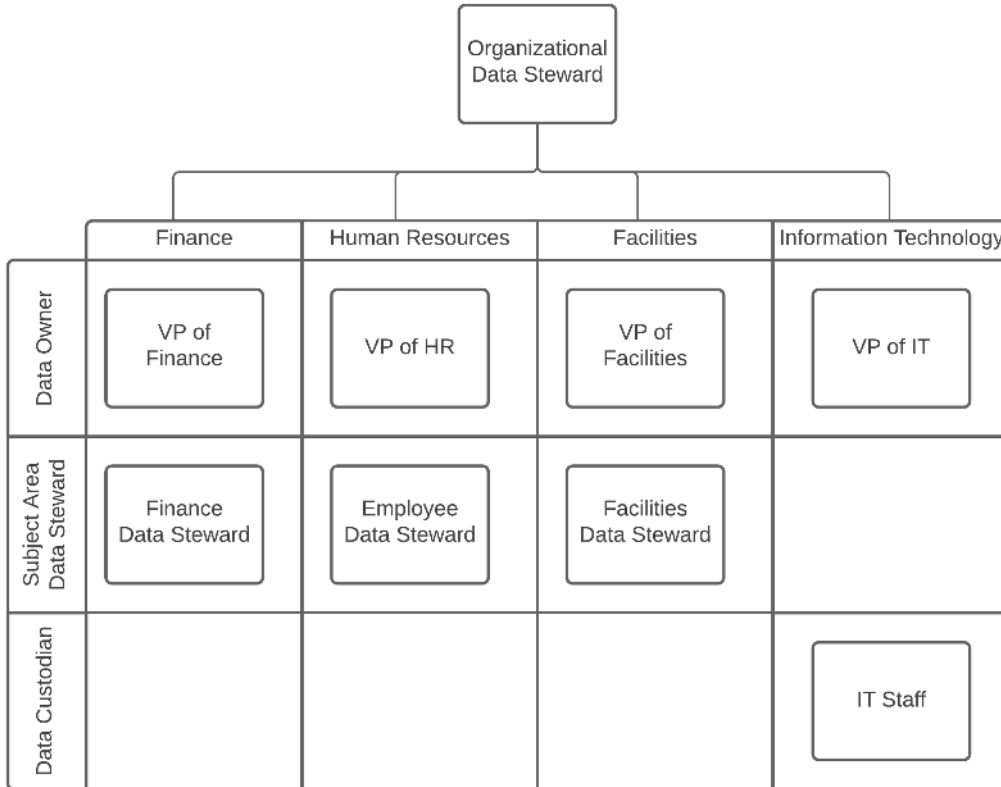 Organizational
Data Steward
Finance
Human Resources
Facilities
Information Technology
Data Owner
VP of
Finance
VP of HR
VP of
Facilities
VP of IT
Subject Area
Data Steward
Finance
Data Steward
Employee
Data Steward
Facilities
Data Steward
Data Custodian
IT Staff